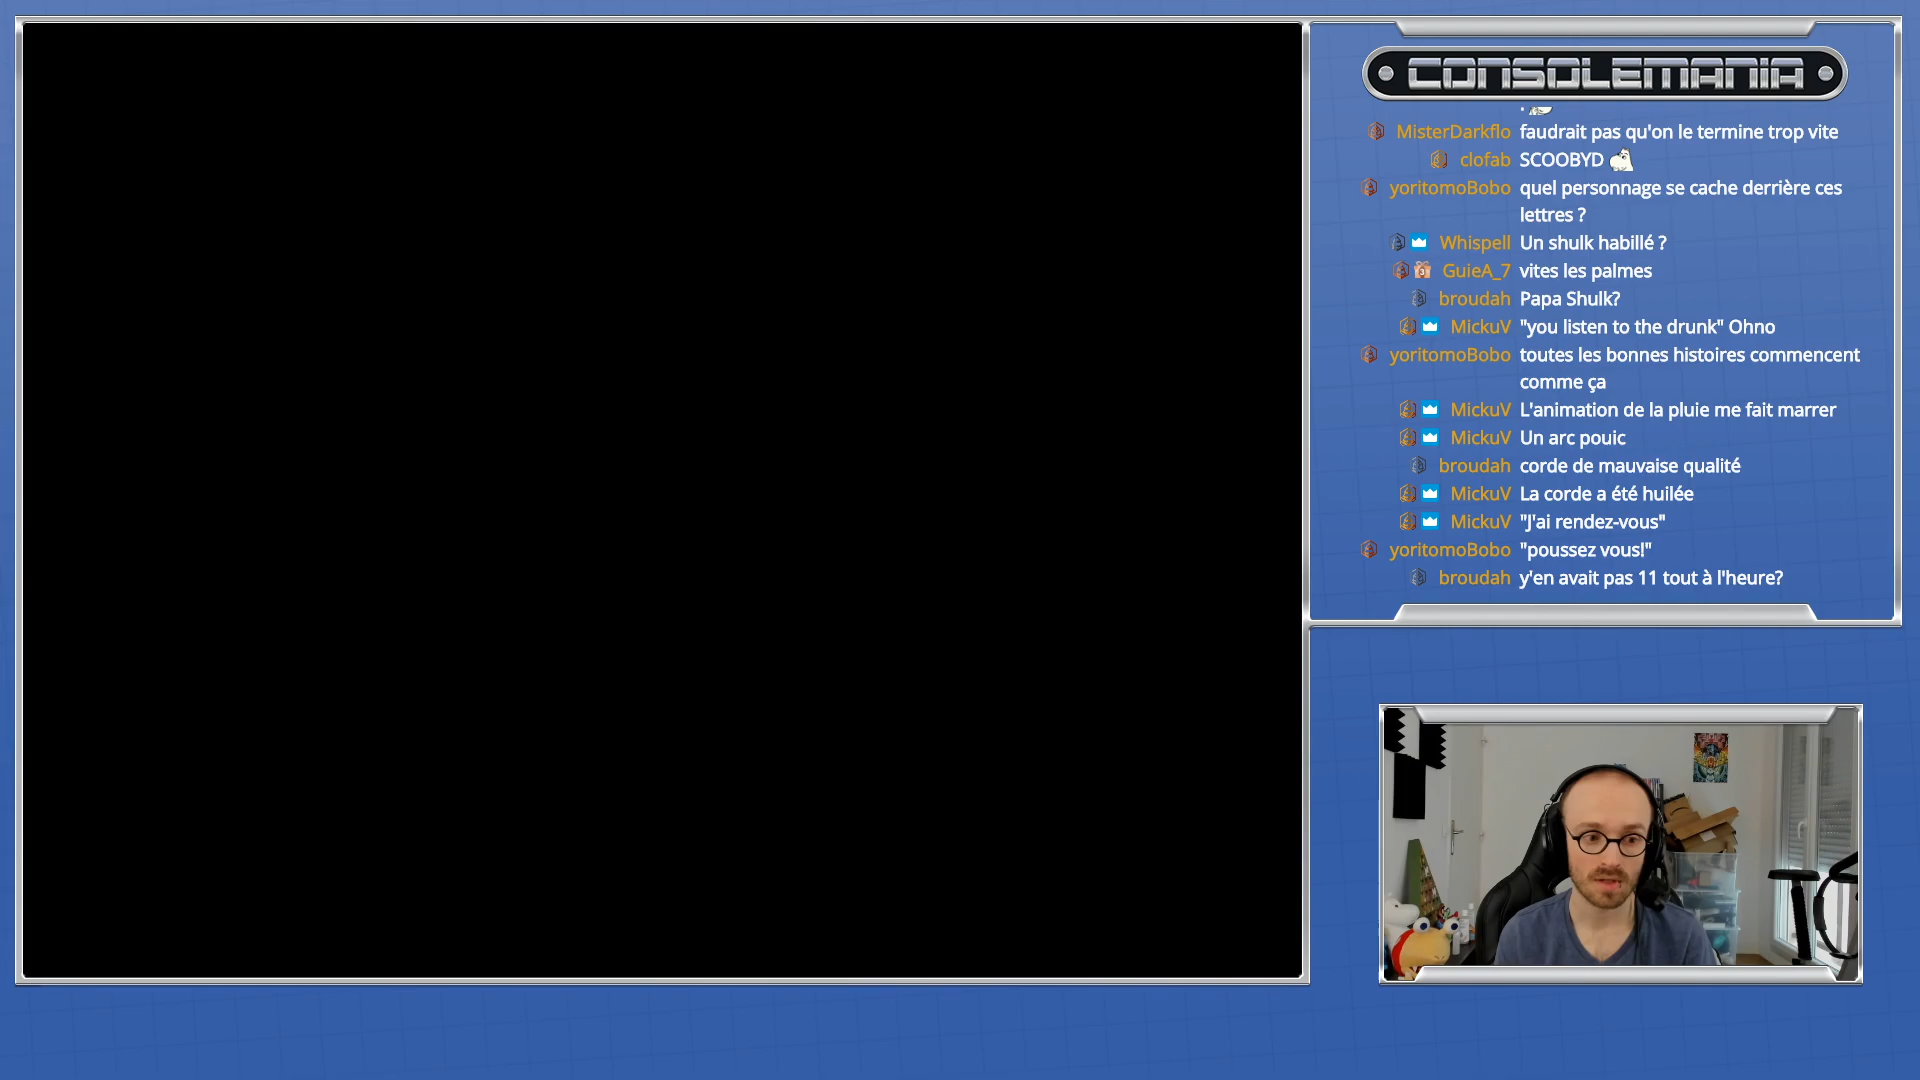 CONSOLEMANIA
MisterDarkflo faudrait pas qu'on le termine trop vite
clofab SCOOBYD
yoritomoBobo quel personnage se cache derrière ces
lettres ?
Whispell Un shulk habillé ?
GuieA_7 vites les palmes
broudah Papa Shulk?
MickuV "you listen to the drunk" Ohno
yoritomoBobo toutes les bonnes histoires commencent
comme ça
MickuV L'animation de la pluie me fait marrer
MickuV Un arc pouic
broudah corde de mauvaise qualité
MickuV La corde a été huilée
MickuV "J'ai rendez-vous"
yoritomoBobo "poussez vous!"
broudah y'en avait pas 11 tout à l'heure?